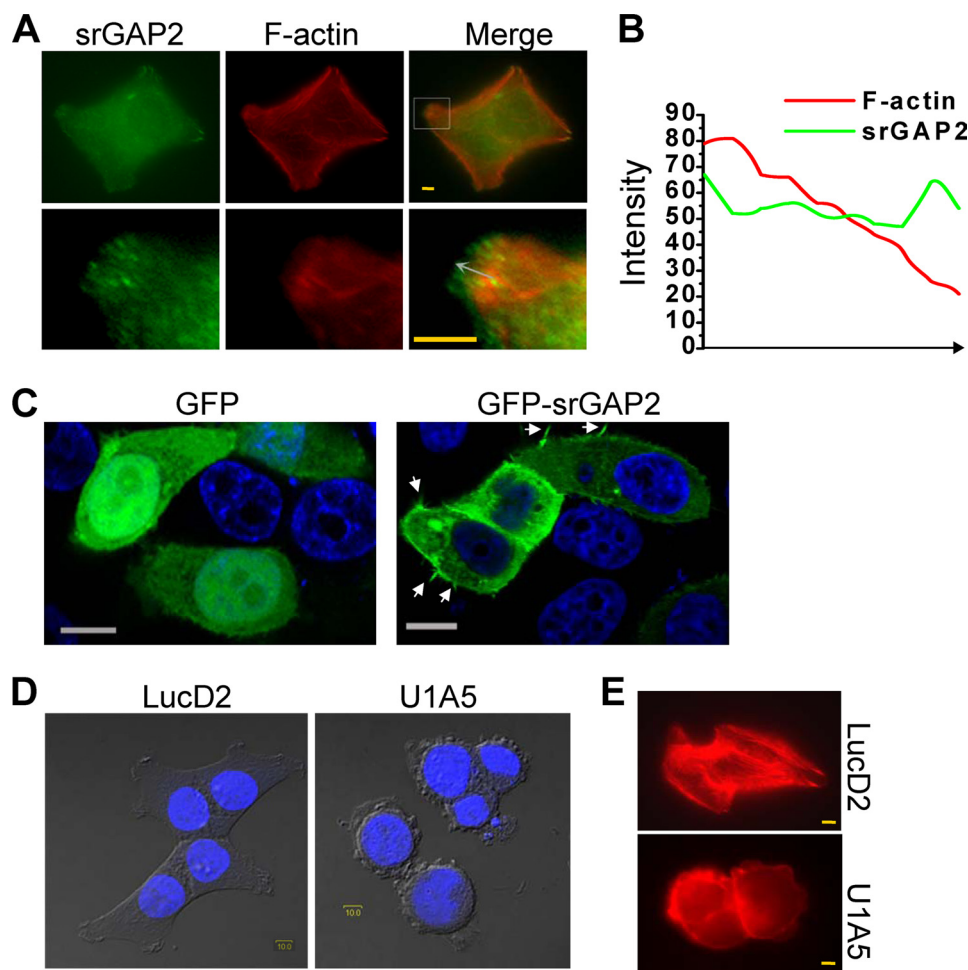 A
srGAP2 F-actin Merge
B
F-actin
srGAP2
Intensity
90
80
70
60
50
40
30
20
10
0
C
GFP GFP-srGAP2
D
LucD2 U1A5
10.0
10.0
E
LucD2
U1A5